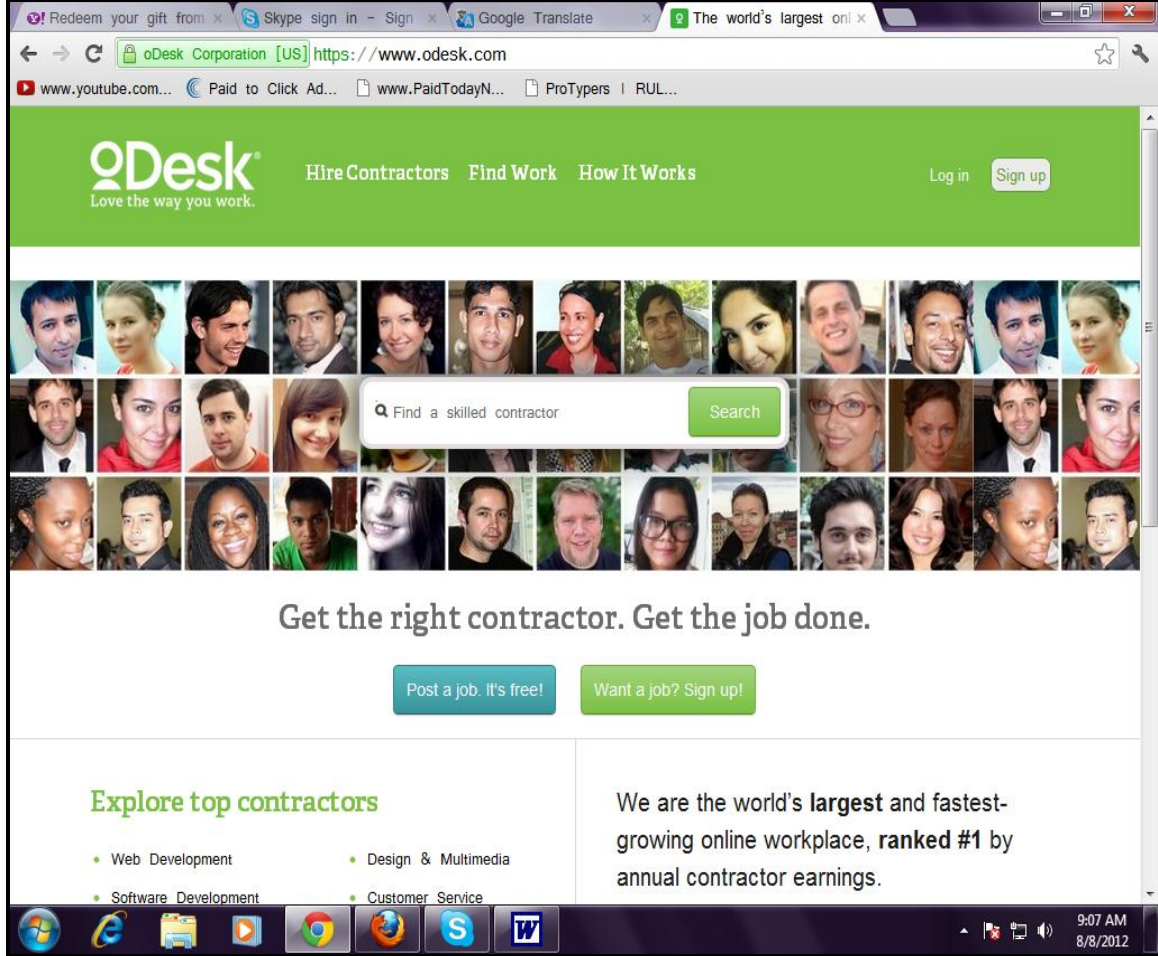 Redeem your gift from
Skype sign in - Sign
Google Translate
The world's largest onl
oDesk Corporation [US] https://www.odesk.com
www.youtube.com... Paid to Click Ad... www.PaidTodayN... ProTypers | RUL...
oDesk
Love the way you work.
Hire Contractors Find Work How It Works
Log in Sign up
Find a skilled contractor Search
Get the right contractor. Get the job done.
Post a job. It's free! Want a job? Sign up!
Explore top contractors
Web Development
Design & Multimedia
Software Development
Customer Service
We are the world's largest and fastest-
growing online workplace, ranked #1 by
annual contractor earnings.
9:07 AM
8/8/2012